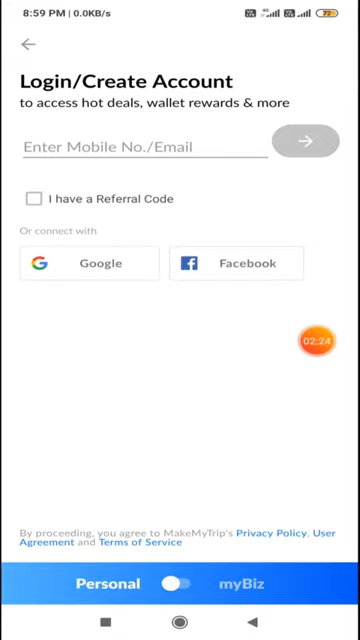 8:59 PM | 0.0KB/s
72
Login/Create Account
to access hot deals, wallet rewards & more
Enter Mobile No./Email
I have a Referral Code
Or connect with
Google Facebook
02:24
By proceeding, you agree to MakeMyTrip's Privacy Policy, User
Agreement and Terms of Service
Personal myBiz